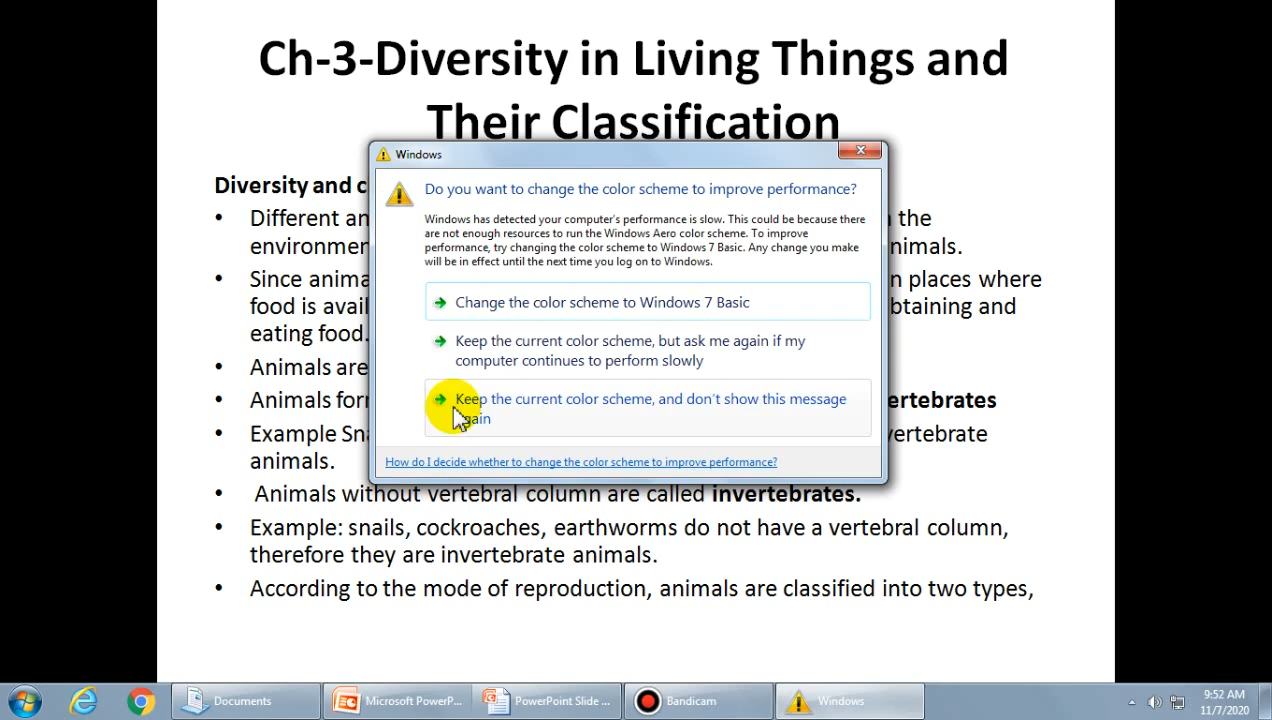 Ch-3-Diversity in Living Things and
Their Classification
Windows
Do you want to change the color scheme to improve performance?
Windows has detected your computer's performance is slow. This could be because there
are not enough resources to run the Windows Aero color scheme. To improve
performance, try changing the color scheme to Windows 7 Basic. Any change you make
will be in effect until the next time you log on to Windows.
Change the color scheme to Windows 7 Basic
Keep the current color scheme, but ask me again if my
computer continues to perform slowly
Keep the current color scheme, and don't show this message
again
How do I decide whether to change the color scheme to improve performance?
Diversity and
• Different the
environment animals.
• Since places where
food is obtaining and
eating food.
• Animals are
• Animals vertebrates
• Example vertebrate
animals.
• Animals without vertebral column are called invertebrates.
• Example: snails, cockroaches, earthworms do not have a vertebral column,
therefore they are invertebrate animals.
• According to the mode of reproduction, animals are classified into two types,
Documents
Microsoft PowerP...
PowerPoint Slide ...
Bandicam
Windows
9:52 AM
11/7/2020